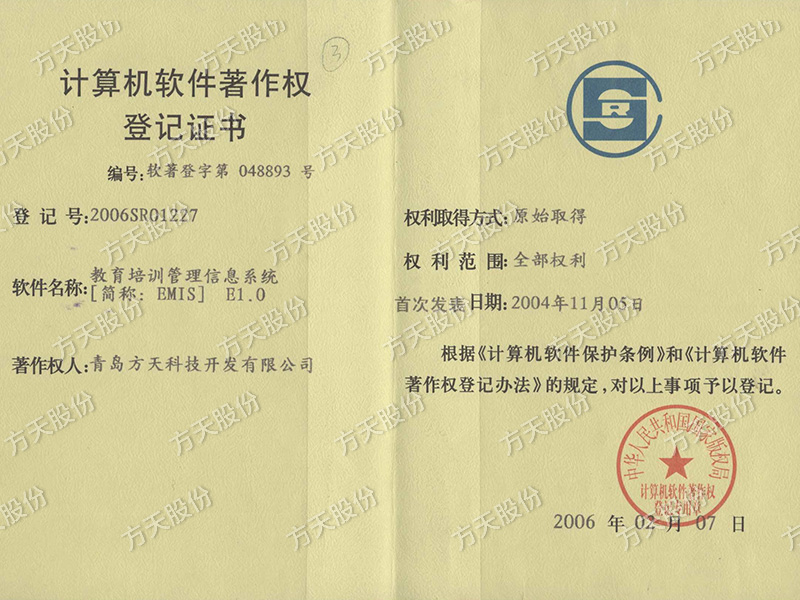 3
计算机软件著作权
登记证书
编号:软著登字第 048893 号
登 记 号:2006SR01227
软件名称:教育培训管理信息系统
[简称: EMIS] E1.0
著作权人:青岛方天科技开发有限公司
SR
权利取得方式:原始取得
权 利 范 围:全部权利
首次发表日期:2004年11月05日
根据《计算机软件保护条例》和《计算机软件
著作权登记办法》的规定,对以上事项予以登记。
中华人民共和国国家版权局
计算机软件著作权
登记专用章
2006 年 02 月 07 日
方天股份